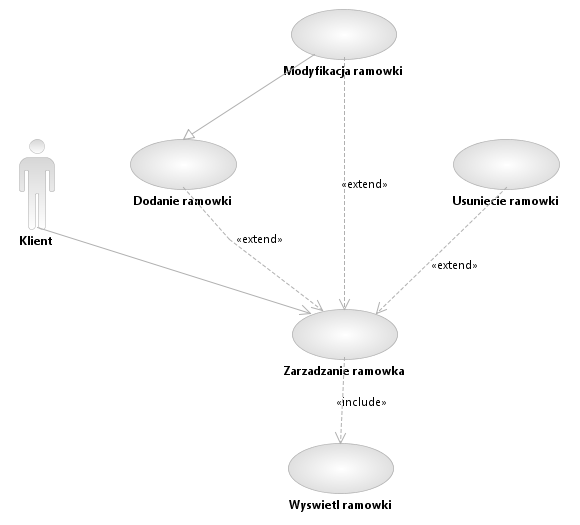 Modyfikacja ramowki
Dodanie ramowki
Usuniecie ramowki
«extend»
Klient
«extend»
«extend»
Zarzadzanie ramowka
«include»
Wyswietl ramowki